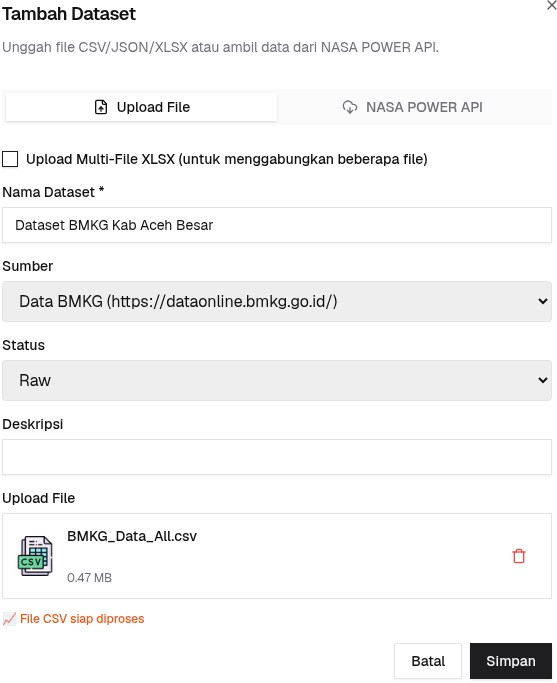 Tambah Dataset
Unggah file CSV/JSON/XLSX atau ambil data dari NASA POWER API.
Upload File
NASA POWER API
Upload Multi-File XLSX (untuk menggabungkan beberapa file)
Nama Dataset *
Dataset BMKG Kab Aceh Besar
Sumber
Data BMKG (https://dataonline.bmkg.go.id/)
Status
Raw
Deskripsi
Upload File
BMKG_Data_All.csv
CSV
0.47 MB
File CSV siap diproses
Batal
Simpan